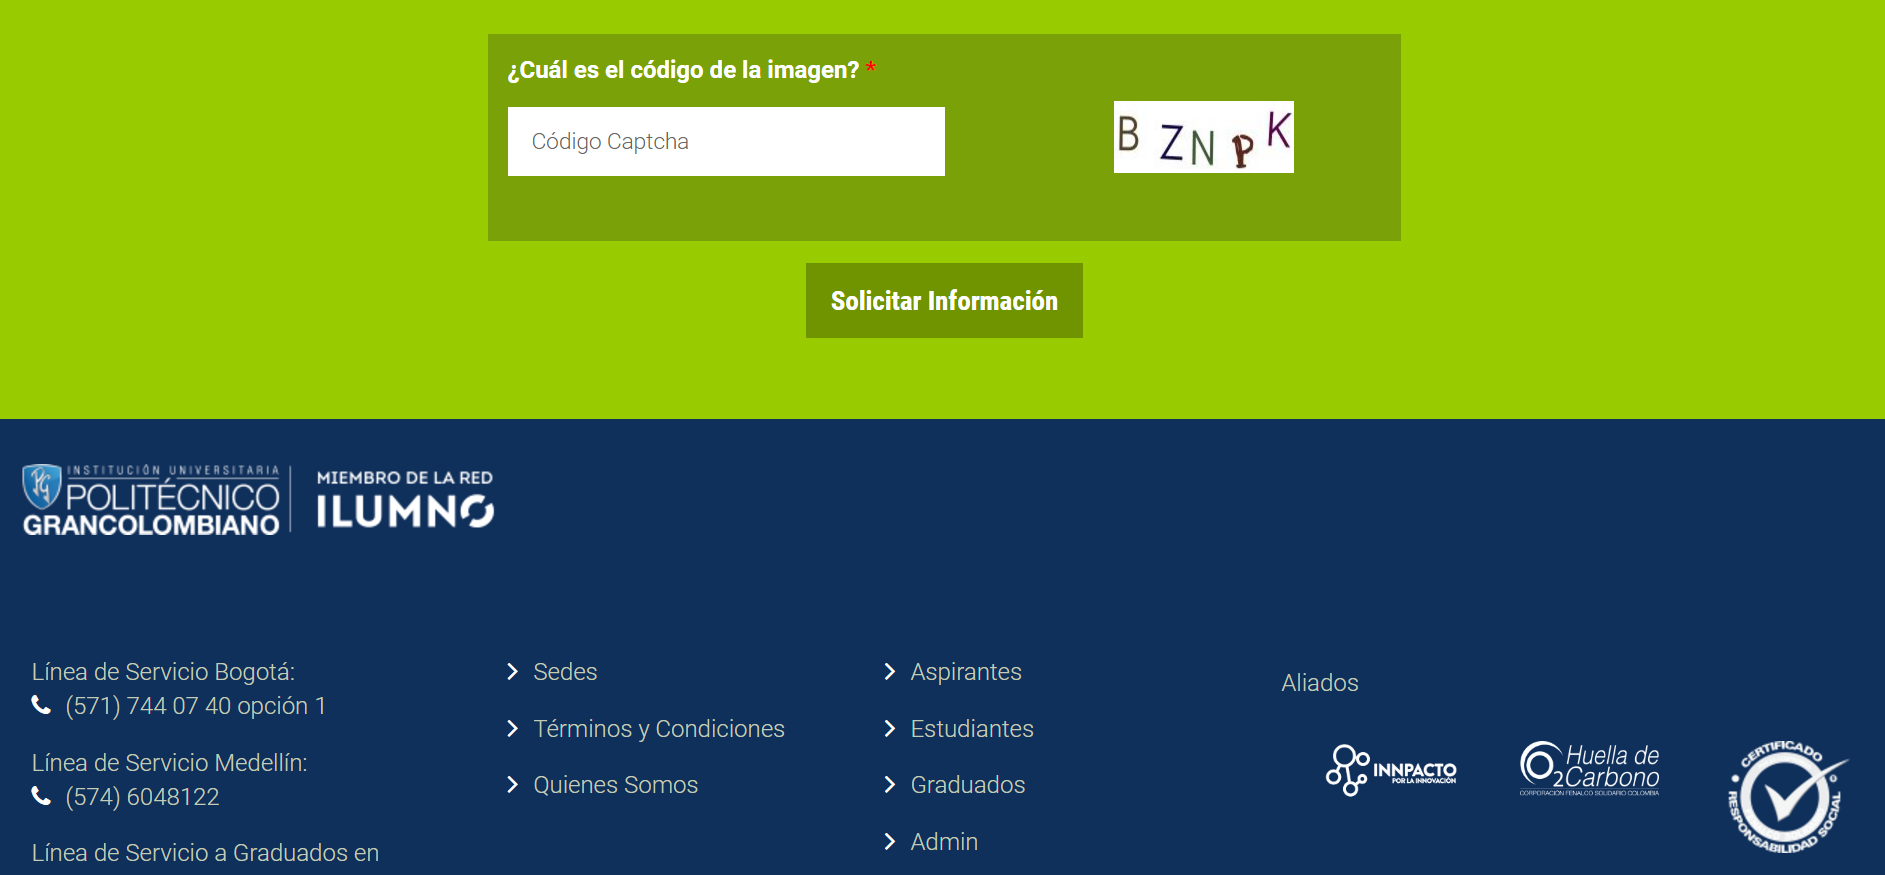 ¿Cuál es el código de la imagen? *
Código Captcha
B Z N P K
Solicitar Información
INSTITUCIÓN UNIVERSITARIA
POLITÉCNICO
GRANCOLOMBIANO
MIEMBRO DE LA RED
ILUMNO
Línea de Servicio Bogotá:
(571) 744 07 40 opción 1
Línea de Servicio Medellín:
(574) 6048122
Línea de Servicio a Graduados en
Sedes
Términos y Condiciones
Quienes Somos
Aspirantes
Estudiantes
Graduados
Admin
Aliados
INNPACTO
POR LA INNOVACIÓN
Huella de
O2 Carbono
CORPORACIÓN FENALCO SOLIDARIO COLOMBIA
CERTIFICADO
RESPONSABILIDAD SOCIAL